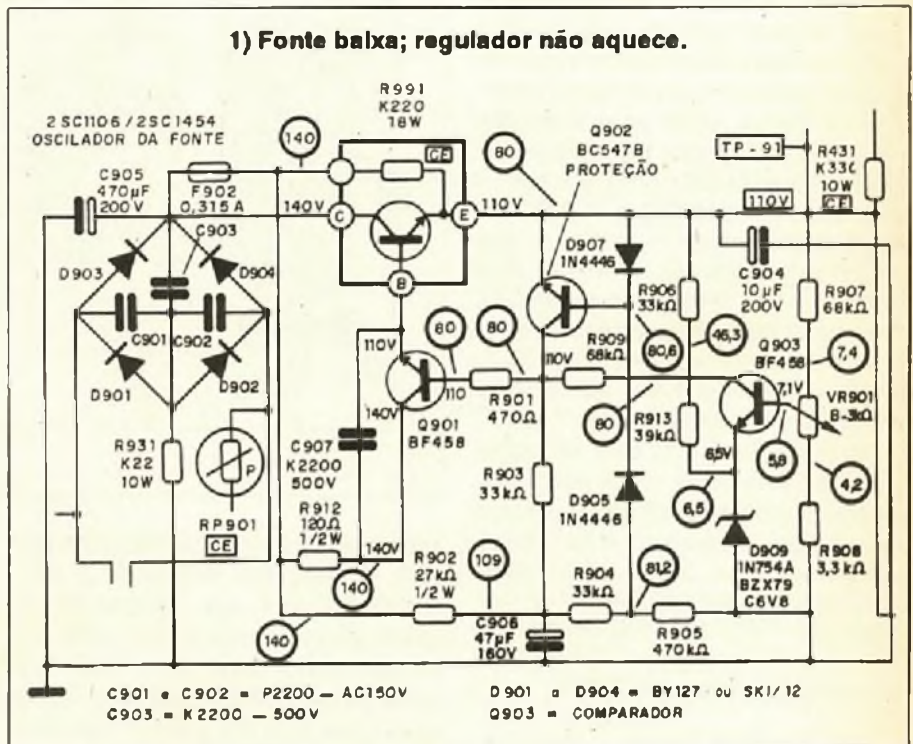 1) Fonte baixa; regulador não aquece.
2SC1106/2SC1454
OSCILADOR DA FONTE
R991
K220
18W
CE
140
80
Q902
BC547B
PROTEÇÃO
TP-91
R431
K330
10W
CE
C905
470µF
200V
F902
0,315A
140V
C
E
110V
110V
B
C903
D903
D904
C901
C902
D901
D902
D907
1N4446
R906
33kΩ
C904
10µF
200V
R907
68kΩ
110V
80
80
110
110V
R909
68kΩ
80,6
46,3
Q903
BF458
7,4
7,1V
VR901
B-3kΩ
140V
Q901
BF458
R901
470Ω
80
R913
39kΩ
5,8
R931
K22
10W
P
RP901
CE
C907
K2200
500V
R903
33kΩ
D905
1N4446
6,5V
6,5
4,2
R912
120Ω
1/2W
140V
140
R902
27kΩ
1/2W
109
R904
33kΩ
81,2
D909
1N754A
BZX79
C6V8
R908
3,3kΩ
140
C906
47µF
160V
R905
470kΩ
C901 e C902 = P2200 — AC150V
D901 a D904 = BY127 ou SKI/12
C903 = K2200 — 500V
Q903 = COMPARADOR